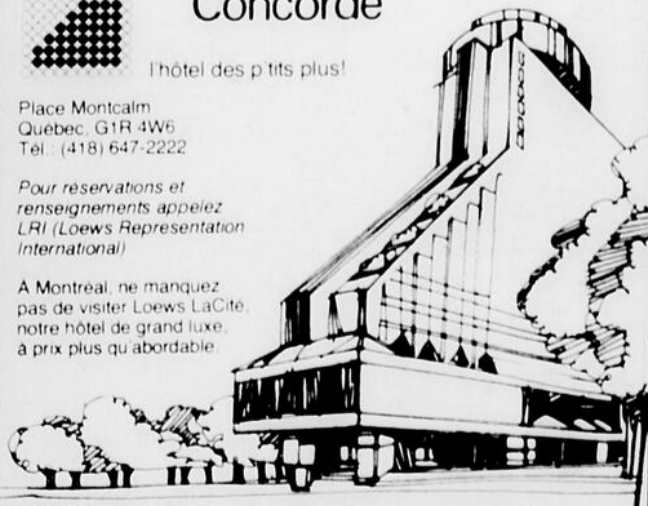 Concorde
l'hôtel des p'tits plus!
Place Montcalm
Québec, G1R 4W6
Tél.: (418) 647-2222
Pour réservations et
renseignements appelez
LRI (Loews Representation
International)
À Montréal, ne manquez
pas de visiter Loews LaCité,
notre hôtel de grand luxe,
à prix plus qu'abordable.